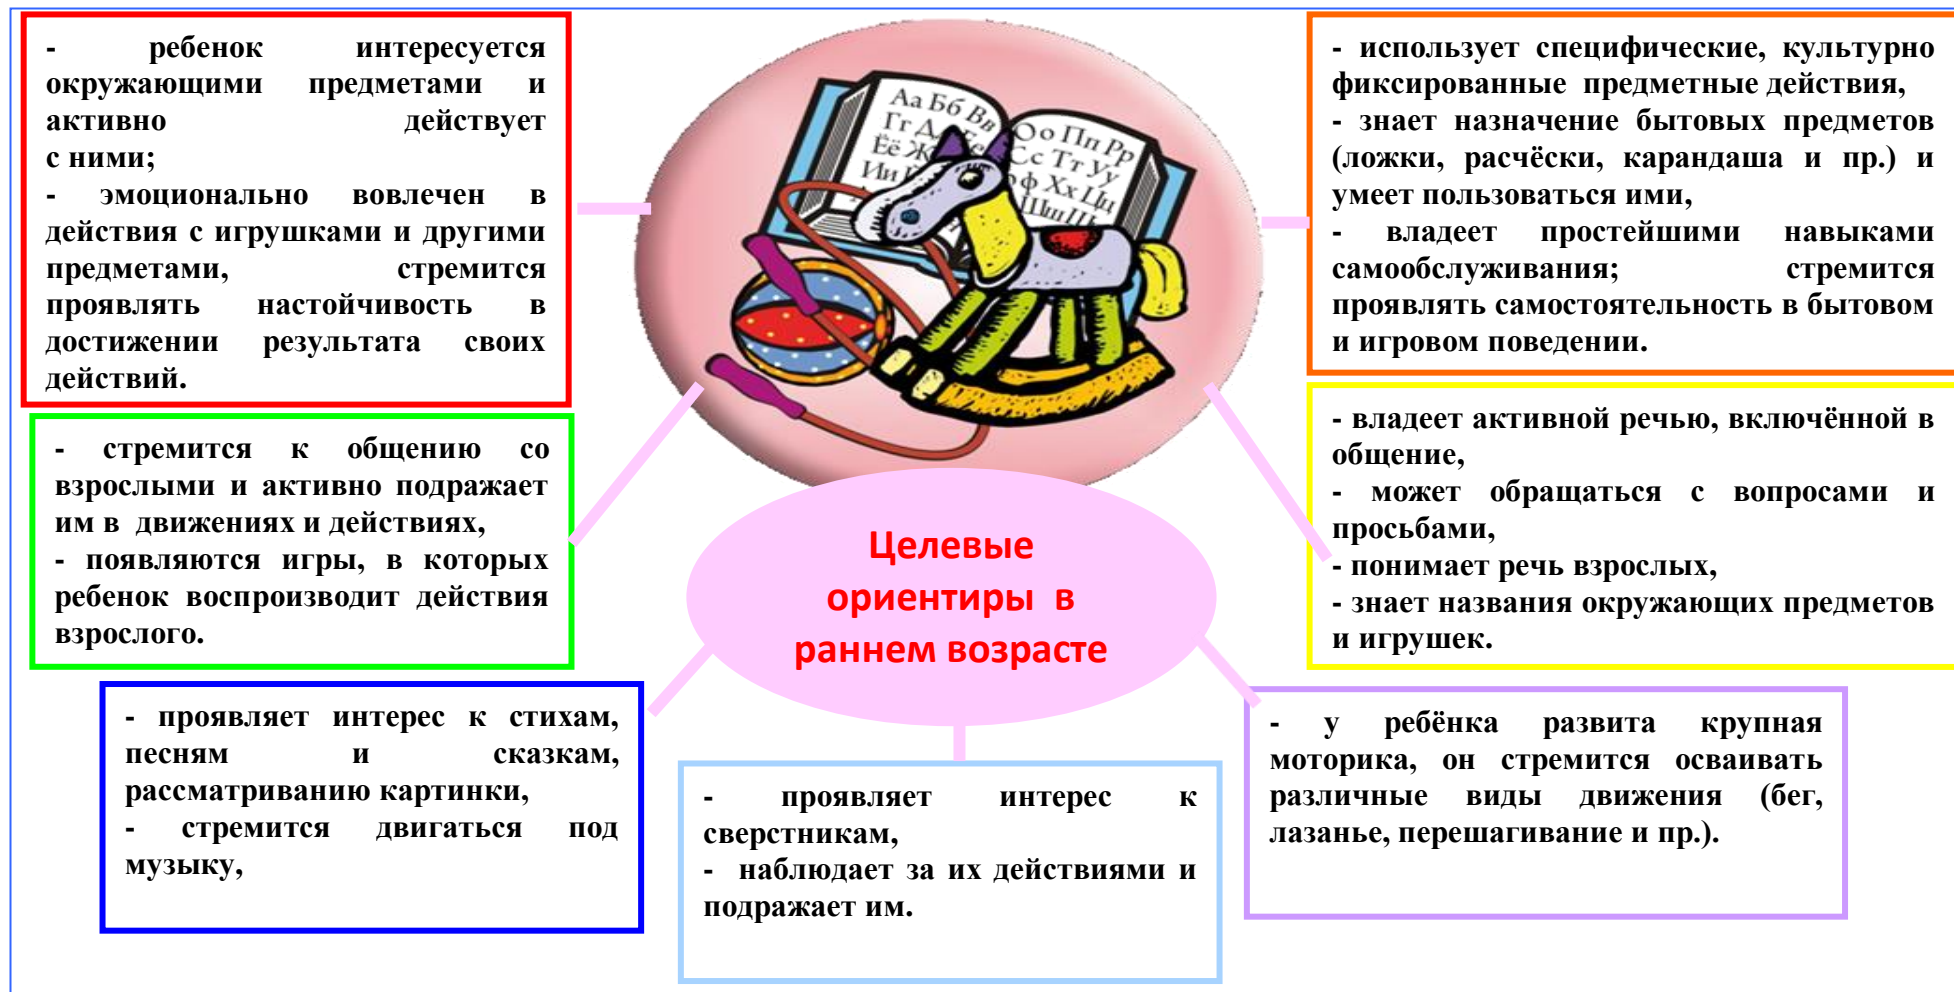 - ребенок интересуется
окружающими предметами и
активно действует
с ними;
- эмоционально вовлечен в
действия с игрушками и другими
предметами, стремится
проявлять настойчивость в
достижении результата своих
действий.
- стремится к общению со
взрослыми и активно подражает
им в движениях и действиях,
- появляются игры, в которых
ребенок воспроизводит действия
взрослого.
- проявляет интерес к стихам,
песням и сказкам,
рассматриванию картинки,
- стремится двигаться под
музыку,
Аа Бб Вв
Гг
Ёё
Ии
Оо Пп Рр
Сс Тт Уу
Хх Цц
Целевые
ориентиры в
раннем возрасте
- проявляет интерес к
сверстникам,
- наблюдает за их действиями и
подражает им.
- использует специфические, культурно
фиксированные предметные действия,
- знает назначение бытовых предметов
(ложки, расчёски, карандаша и пр.) и
умеет пользоваться ими,
- владеет простейшими навыками
самообслуживания; стремится
проявлять самостоятельность в бытовом
и игровом поведении.
- владеет активной речью, включённой в
общение,
- может обращаться с вопросами и
просьбами,
- понимает речь взрослых,
- знает названия окружающих предметов
и игрушек.
- у ребёнка развита крупная
моторика, он стремится осваивать
различные виды движения (бег,
лазанье, перешагивание и пр.).